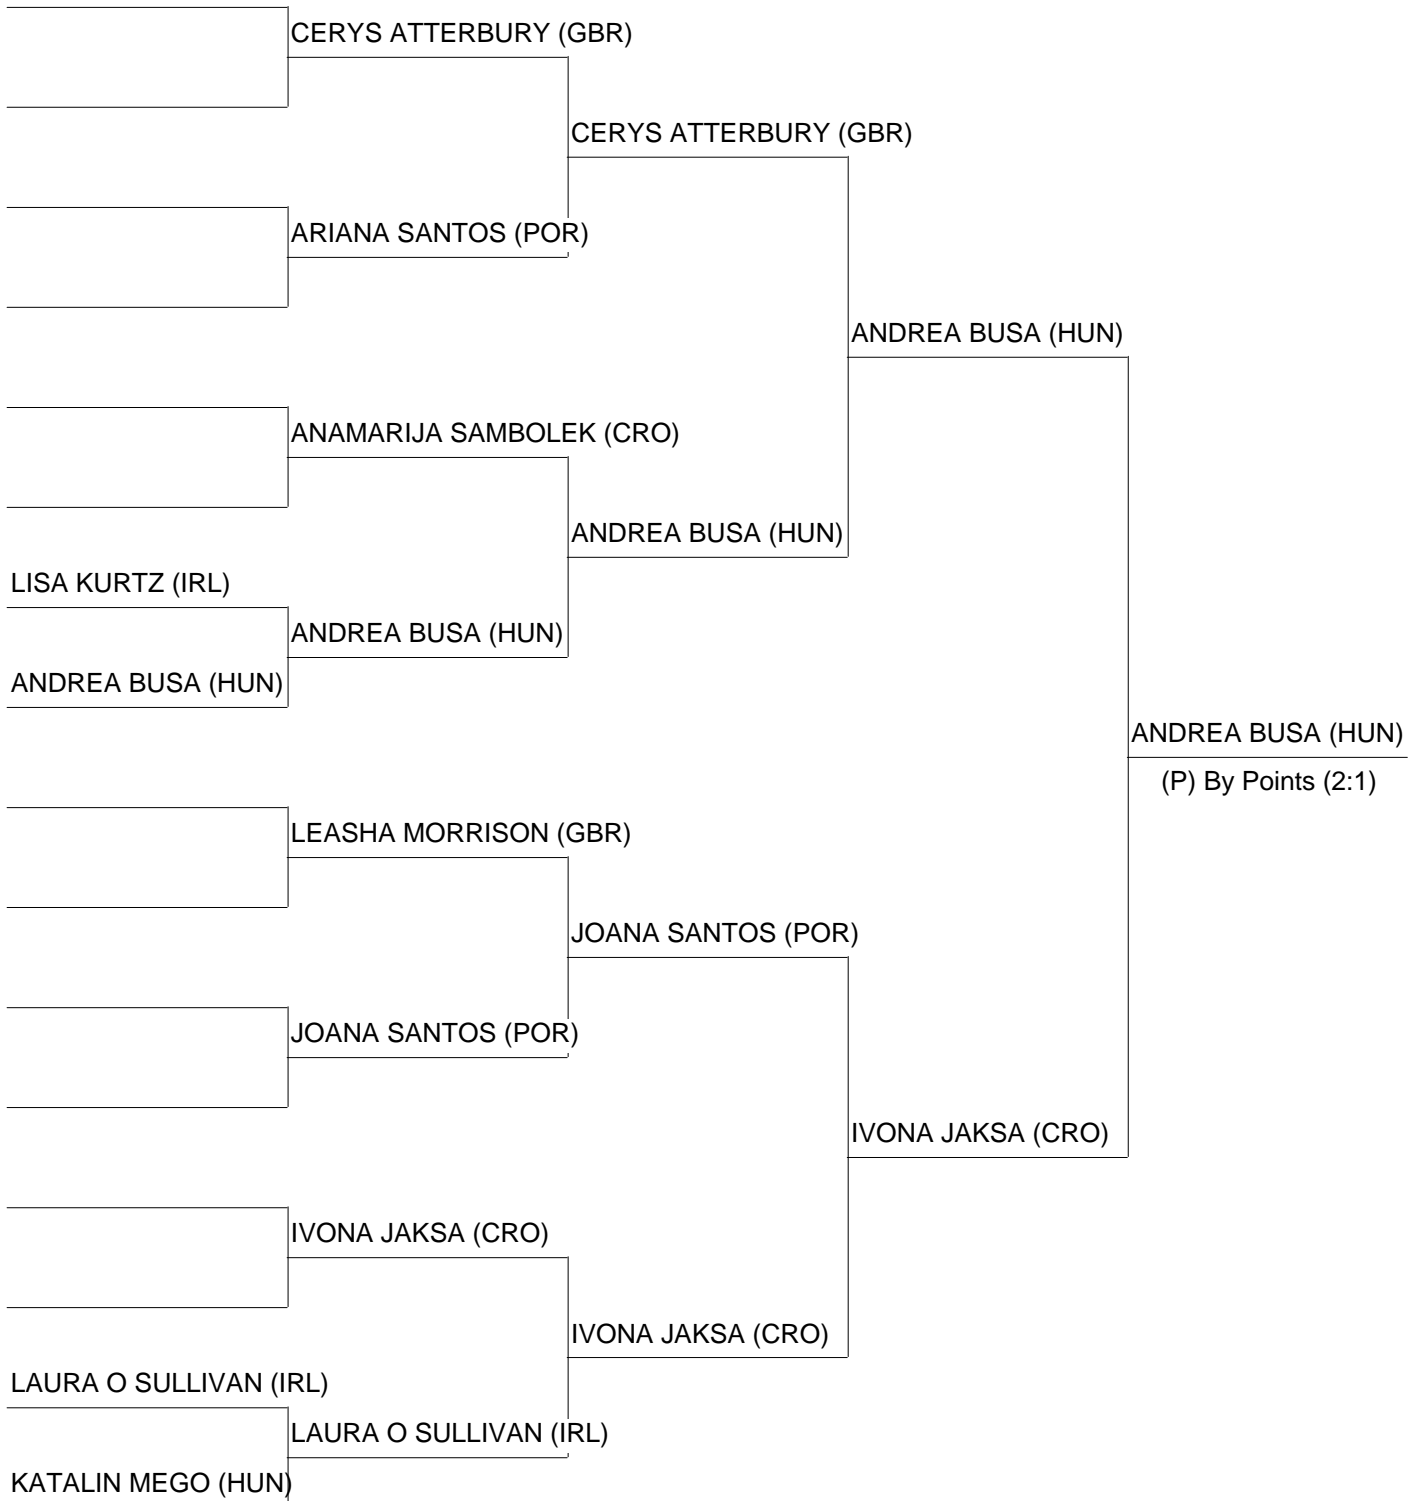 CERYS ATTERBURY (GBR)
CERYS ATTERBURY (GBR)
ARIANA SANTOS (POR)
ANDREA BUSA (HUN)
ANAMARIJA SAMBOLEK (CRO)
ANDREA BUSA (HUN)
LISA KURTZ (IRL)
ANDREA BUSA (HUN)
ANDREA BUSA (HUN)
ANDREA BUSA (HUN)
(P) By Points (2:1)
LEASHA MORRISON (GBR)
JOANA SANTOS (POR)
JOANA SANTOS (POR)
IVONA JAKSA (CRO)
IVONA JAKSA (CRO)
IVONA JAKSA (CRO)
LAURA O SULLIVAN (IRL)
LAURA O SULLIVAN (IRL)
KATALIN MEGO (HUN)